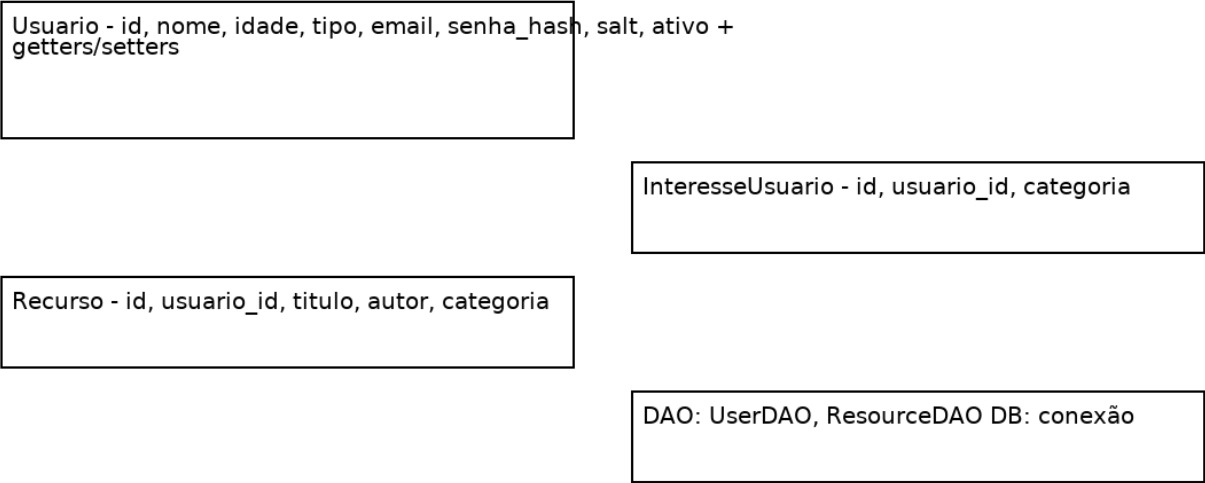 Usuario - id, nome, idade, tipo, email, senha_hash, salt, ativo +
getters/setters
InteresseUsuario - id, usuario_id, categoria
Recurso - id, usuario_id, titulo, autor, categoria
DAO: UserDAO, ResourceDAO DB: conexão